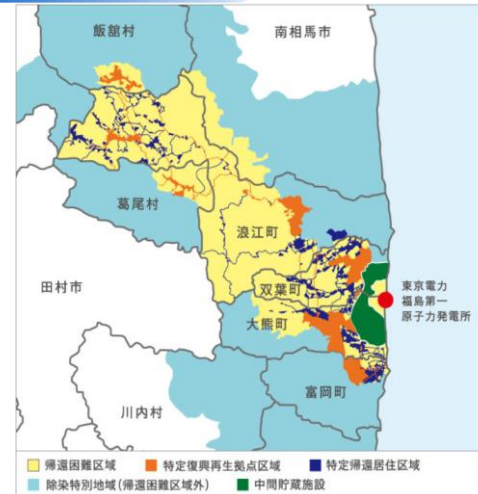 飯舘村
南相馬市
葛尾村
浪江町
田村市
双葉町
大熊町
東京電力
福島第一
原子力発電所
富岡町
川内村
帰還困難区域
特定復興再生拠点区域
特定帰還居住区域
除染特別地域(帰還困難区域外)
中間貯蔵施設